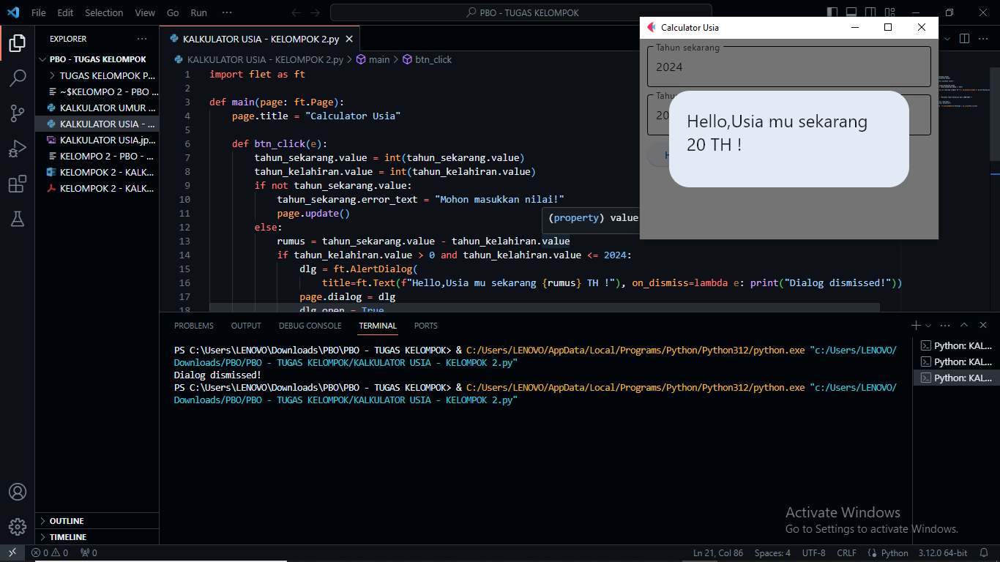 File Edit Selection View Go Run ···
PBO - TUGAS KELOMPOK
EXPLORER ···
PBO - TUGAS KELOMPOK
TUGAS KELOMPOK P...
~$KELOMPO 2 - PBO ...
KALKULATOR UMUR ...
KALKULATOR USIA - ...
KALKULATOR USIA.jp...
KELOMPO 2 - PBO - ...
KELOMPOK 2 - KALK...
KELOMPOK 2 - KALK...
OUTLINE
TIMELINE
KALKULATOR USIA - KELOMPOK 2.py
KALKULATOR USIA - KELOMPOK 2.py > main > btn_click
1 import flet as ft
2
3 def main(page: ft.Page):
4 page.title = "Calculator Usia"
5
6 def btn_click(e):
7 tahun_sekarang.value = int(tahun_sekarang.value)
8 tahun_kelahiran.value = int(tahun_kelahiran.value)
9 if not tahun_sekarang.value:
10 tahun_sekarang.error_text = "Mohon masukkan nilai!"
11 page.update()
12 else:
13 rumus = tahun_sekarang.value - tahun_kelahiran.value
14 if tahun_kelahiran.value > 0 and tahun_kelahiran.value <= 2024:
15 dlg = ft.AlertDialog(
16 title=ft.Text(f"Hello,Usia mu sekarang {rumus} TH !"), on_dismiss=lambda e: print("Dialog dismissed!"))
17 page.dialog = dlg
18 dlg.open = True
(property) value
Calculator Usia
Tahun sekarang
2024
Tahu
20
H
Hello,Usia mu sekarang
20 TH !
PROBLEMS OUTPUT DEBUG CONSOLE TERMINAL PORTS
PS C:\Users\LENOVO\Downloads\PBO\PBO - TUGAS KELOMPOK> & C:/Users/LENOVO/AppData/Local/Programs/Python/Python312/python.exe "c:/Users/LENOVO/
Downloads/PBO/PBO - TUGAS KELOMPOK/KALKULATOR USIA - KELOMPOK 2.py"
Dialog dismissed!
PS C:\Users\LENOVO\Downloads\PBO\PBO - TUGAS KELOMPOK> & C:/Users/LENOVO/AppData/Local/Programs/Python/Python312/python.exe "c:/Users/LENOVO/
Downloads/PBO/PBO - TUGAS KELOMPOK/KALKULATOR USIA - KELOMPOK 2.py"
Python: KAL...
Python: KAL...
Python: KAL...
Activate Windows
Go to Settings to activate Windows.
0 0 0 Ln 21, Col 86 Spaces: 4 UTF-8 CRLF Python 3.12.0 64-bit